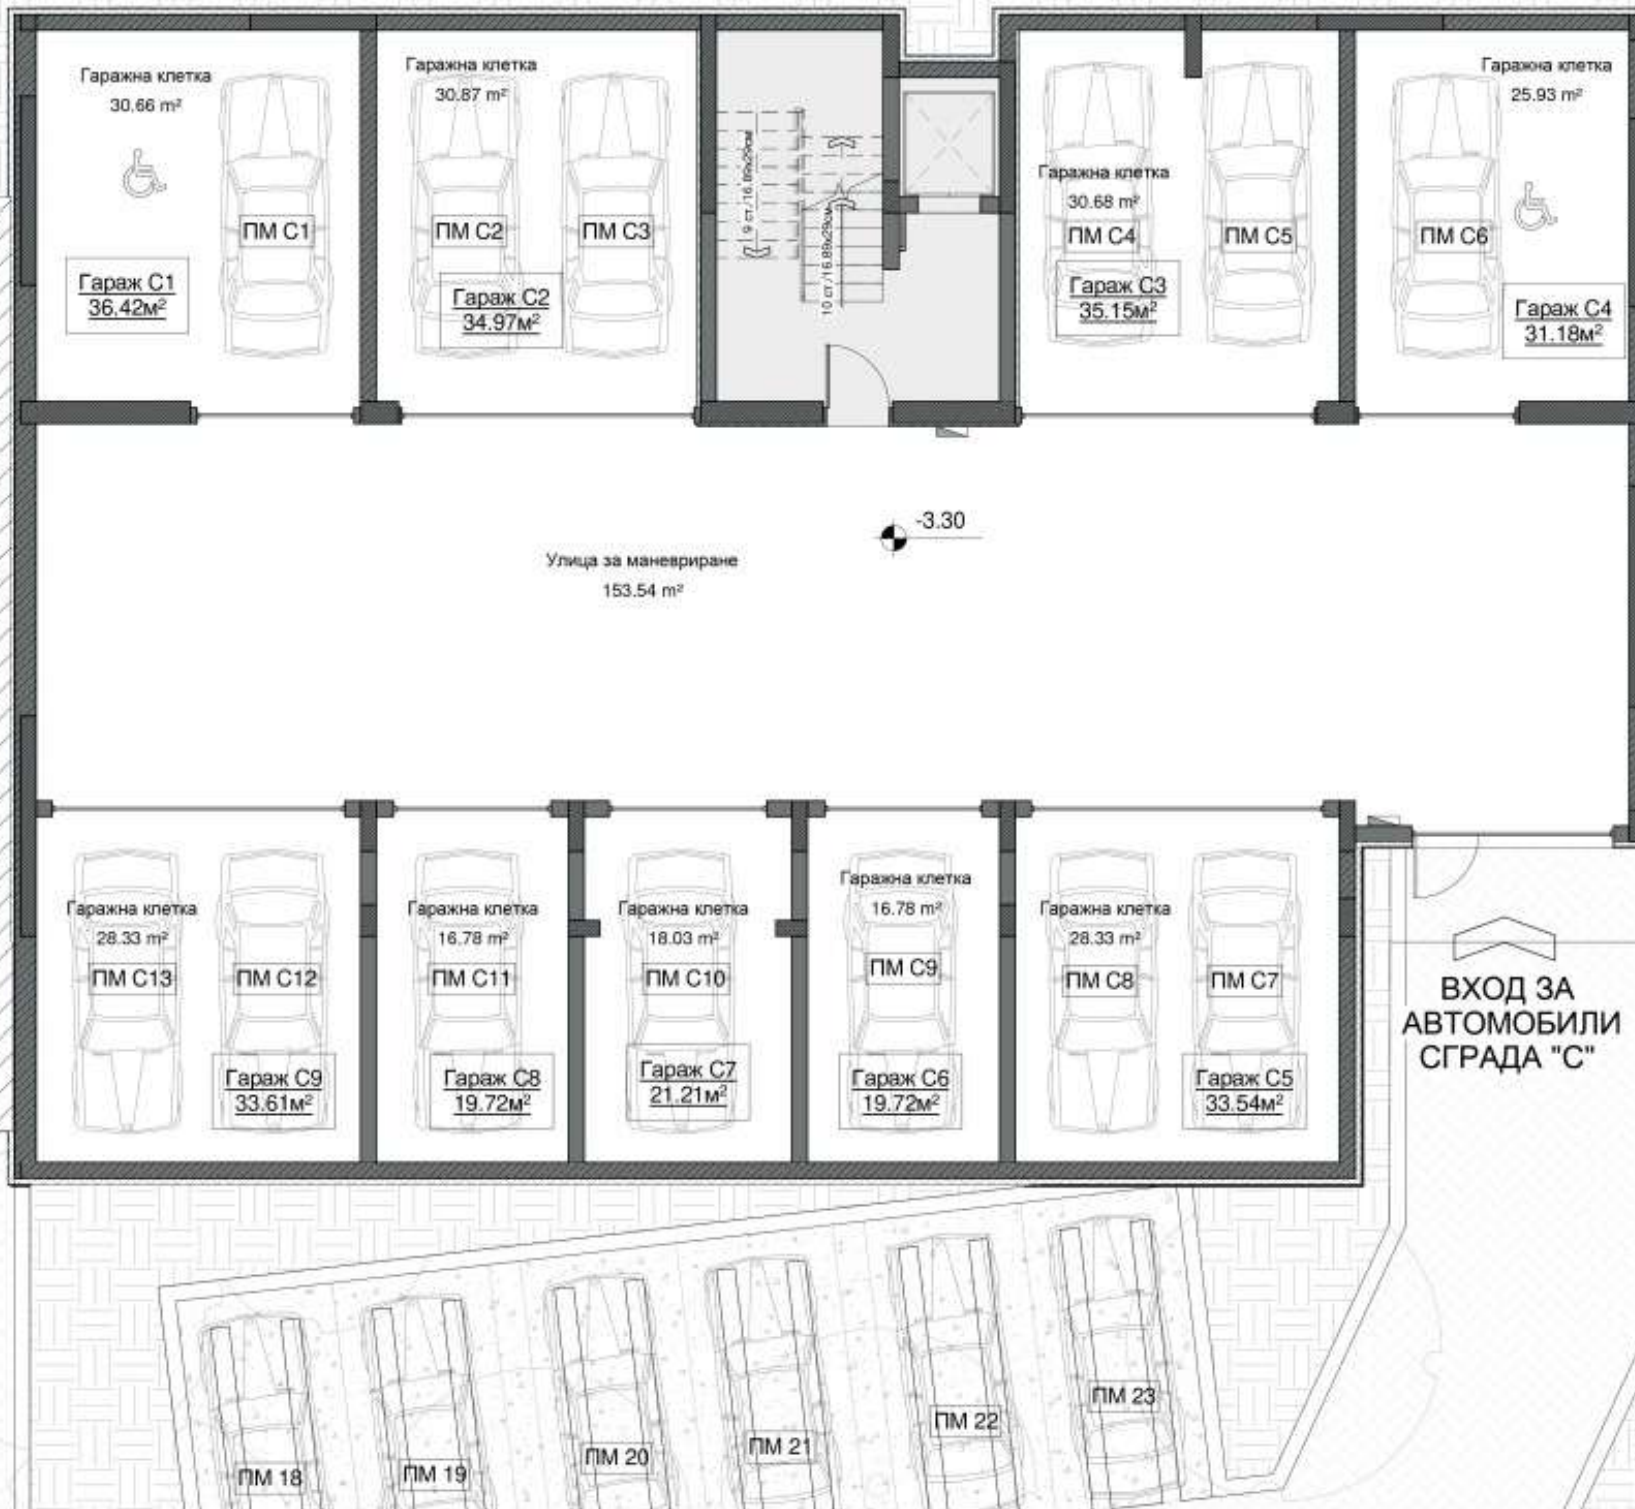 Гаражна клетка
30.66 m²
ПМ С1
Гараж С1
36.42м²
Гаражна клетка
30.87 m²
ПМ С2
ПМ С3
Гараж С2
34.97м²
9 ст./16.89х29см
10 ст./16.89х29см
Гаражна клетка
30.68 m²
ПМ С4
ПМ С5
Гараж С3
35.15м²
Гаражна клетка
25.93 m²
ПМ С6
Гараж С4
31.18м²
-3.30
Улица за маневриране
153.54 m²
Гаражна клетка
28.33 m²
ПМ С13
ПМ С12
Гараж С9
33.61м²
Гаражна клетка
16.78 m²
ПМ С11
Гараж С8
19.72м²
Гаражна клетка
18.03 m²
ПМ С10
Гараж С7
21.21м²
Гаражна клетка
16.78 m²
ПМ С9
Гараж С6
19.72м²
Гаражна клетка
28.33 m²
ПМ С8
ПМ С7
Гараж С5
33.54м²
ВХОД ЗА
АВТОМОБИЛИ
СГРАДА "С"
ПМ 18
ПМ 19
ПМ 20
ПМ 21
ПМ 22
ПМ 23